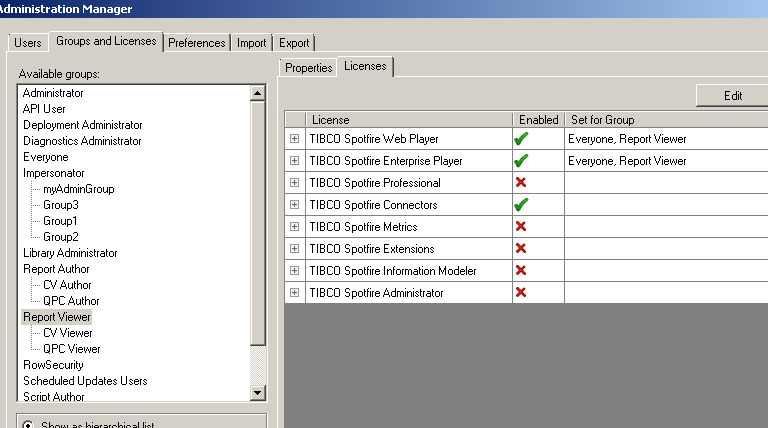 Administration Manager
Users Groups and Licenses Preferences Import Export
Available groups:
Administrator
API User
Deployment Administrator
Diagnostics Administrator
Everyone
Impersonator
myAdminGroup
Group3
Group1
Group2
Library Administrator
Report Author
CV Author
QPC Author
Report Viewer
CV Viewer
QPC Viewer
RowSecurity
Scheduled Updates Users
Script Author
Show as hierarchical list
Properties Licenses
Edit
License Enabled Set for Group
TIBCO Spotfire Web Player Everyone, Report Viewer
TIBCO Spotfire Enterprise Player Everyone, Report Viewer
TIBCO Spotfire Professional
TIBCO Spotfire Connectors
TIBCO Spotfire Metrics
TIBCO Spotfire Extensions
TIBCO Spotfire Information Modeler
TIBCO Spotfire Administrator